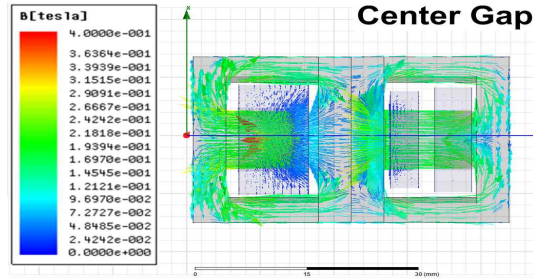 Center Gap
B[tesla]
4.0000e-001
3.6364e-001
3.3939e-001
3.1515e-001
2.9091e-001
2.6667e-001
2.4242e-001
2.1818e-001
1.9394e-001
1.6970e-001
1.4545e-001
1.2121e-001
9.6970e-002
7.2727e-002
4.8485e-002
2.4242e-002
0.0000e+000
0 15 30 (mm)